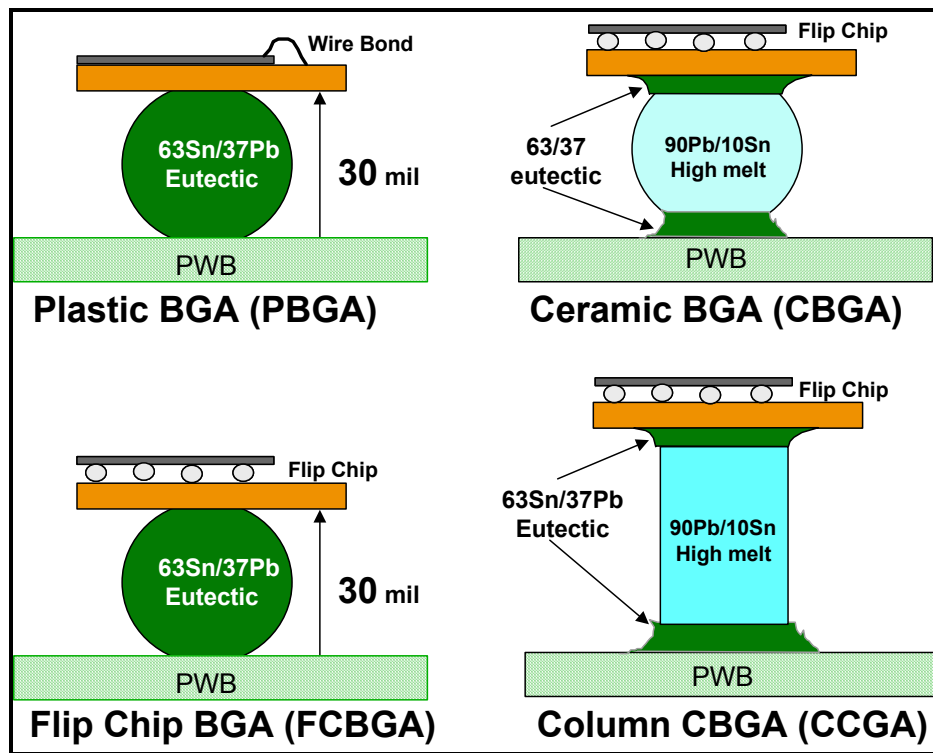 Wire Bond
63Sn/37Pb
Eutectic
30 mil
PWB
Plastic BGA (PBGA)
Flip Chip
63/37
eutectic
90Pb/10Sn
High melt
PWB
Ceramic BGA (CBGA)
Flip Chip
63Sn/37Pb
Eutectic
30 mil
PWB
Flip Chip BGA (FCBGA)
Flip Chip
63Sn/37Pb
Eutectic
90Pb/10Sn
High melt
PWB
Column CBGA (CCGA)